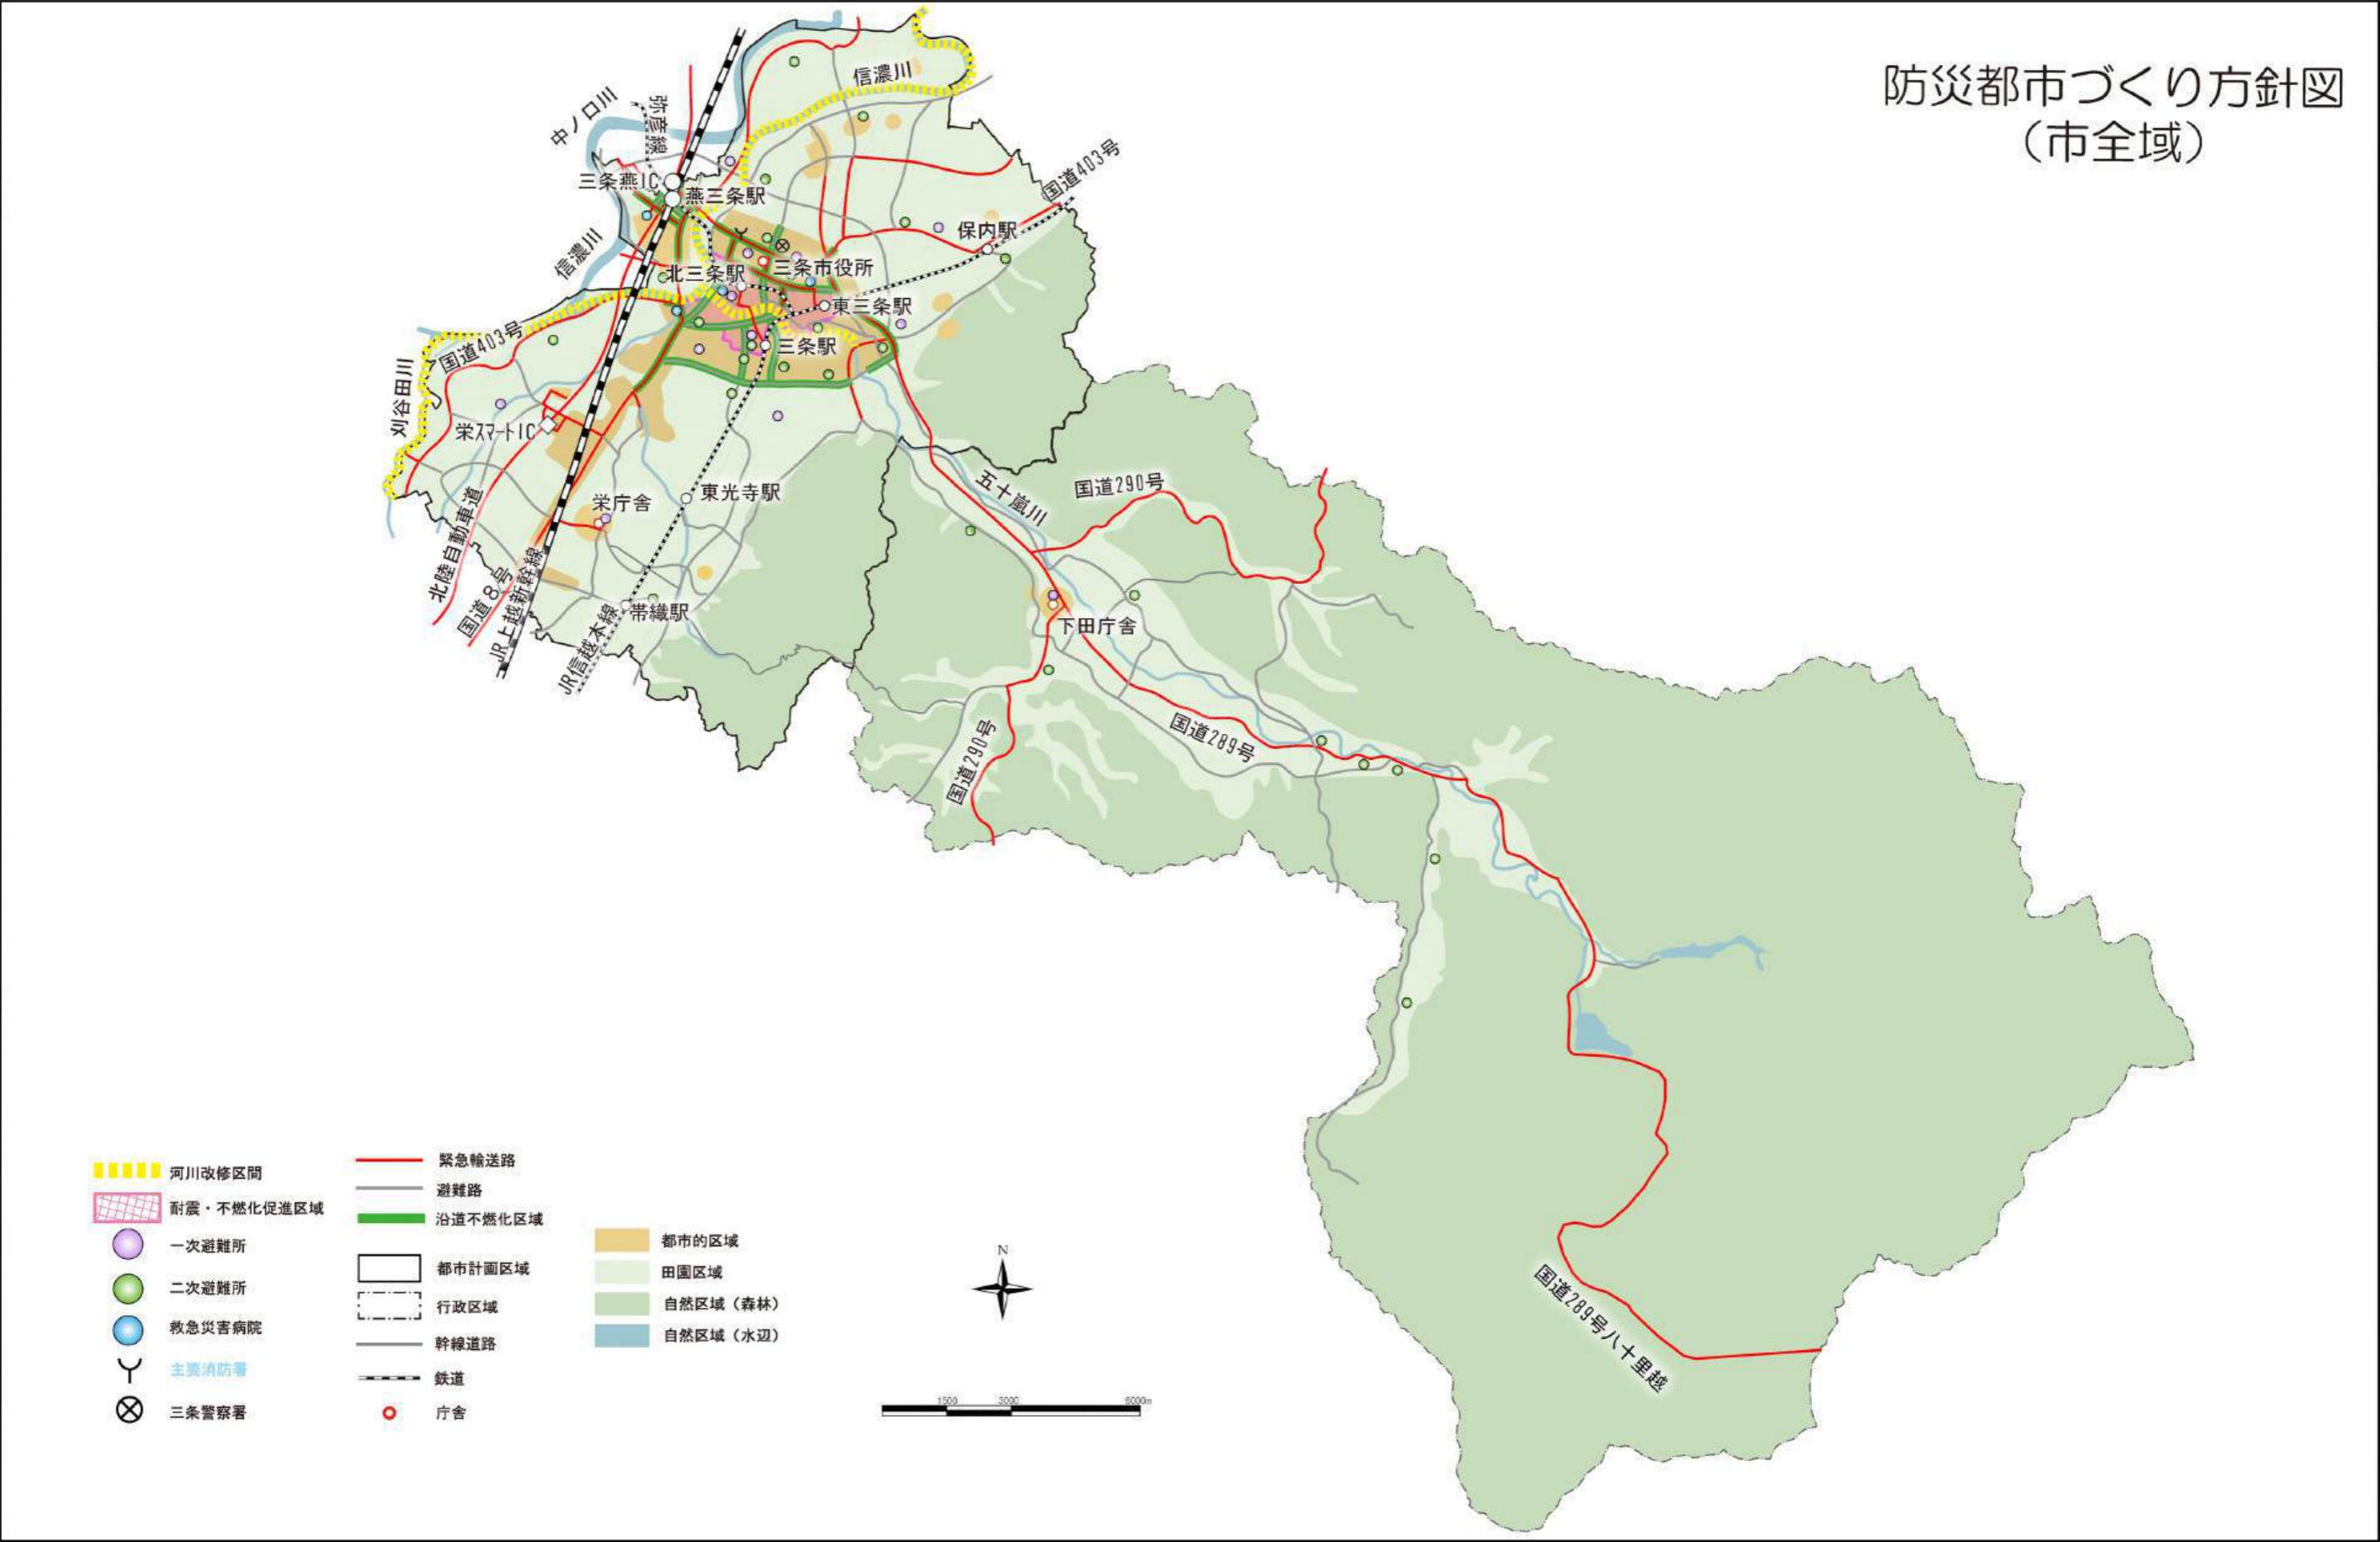 防災都市づくり方針図
（市全域）
中ノ口川
弥彦線
信濃川
三条燕IC
燕三条駅
国道403号
保内駅
信濃川
北三条駅
三条市役所
東三条駅
国道403号
三条駅
刈谷田川
栄スマートIC
栄庁舎
東光寺駅
五十嵐川
国道290号
北陸自動車道
国道8号
JR上越新幹線
JR信越本線
帯織駅
下田庁舎
国道290号
国道289号
国道289号八十里越
河川改修区間
耐震・不燃化促進区域
一次避難所
二次避難所
救急災害病院
主要消防署
三条警察署
緊急輸送路
避難路
沿道不燃化区域
都市計画区域
行政区域
幹線道路
鉄道
庁舎
都市的区域
田園区域
自然区域（森林）
自然区域（水辺）
N
1500 3000 6000m